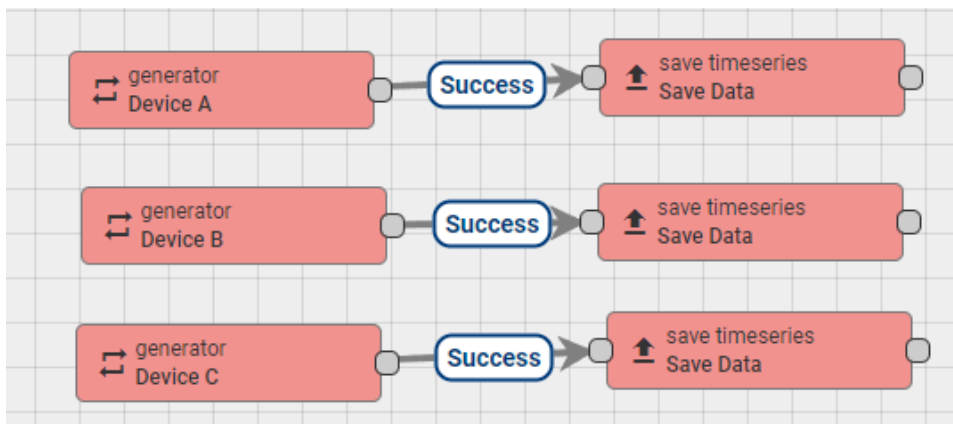 generator
Device A
Success
save timeseries
Save Data
generator
Device B
Success
save timeseries
Save Data
generator
Device C
Success
save timeseries
Save Data